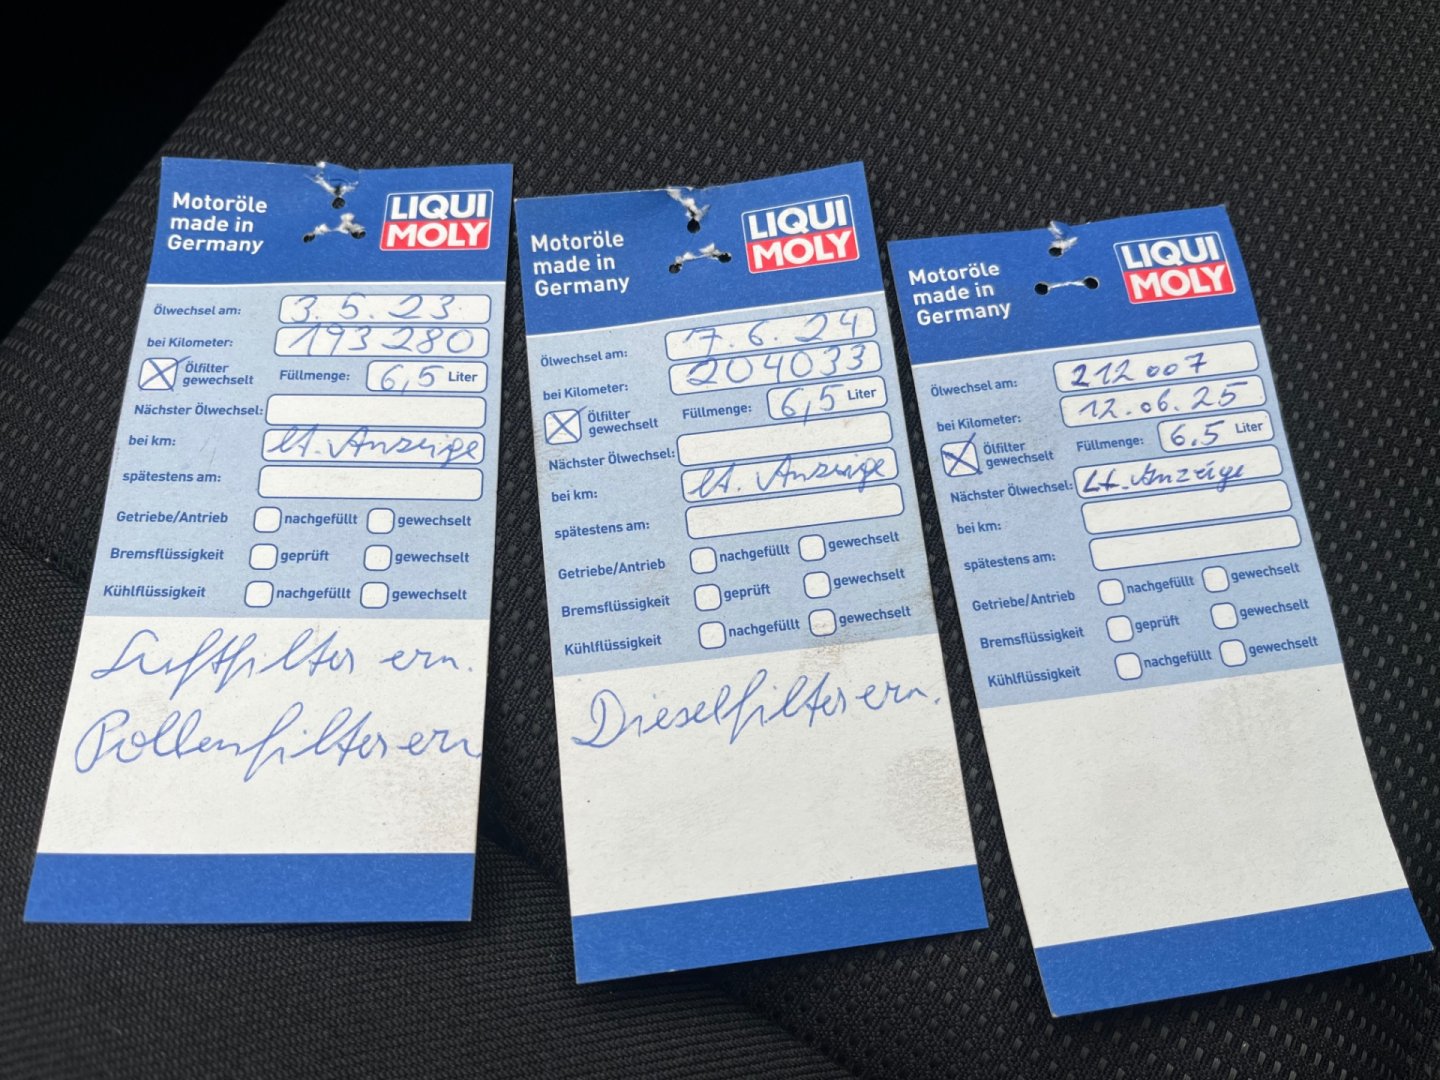 Motoröle
made in
Germany
LIQUI
MOLY
Ölwechsel am: 3.5.23.
bei Kilometer: 193280
Ölfilter
gewechselt
Füllmenge: 6,5 Liter
Nächster Ölwechsel:
bei km: lt. Anzeige
spätestens am:
Getriebe/Antrieb nachgefüllt gewechselt
Bremsflüssigkeit geprüft gewechselt
Kühlflüssigkeit nachgefüllt gewechselt
Luftfilter ern.
Pollenfilter ern
Motoröle
made in
Germany
LIQUI
MOLY
Ölwechsel am: 17.6.24
bei Kilometer: 204033
Ölfilter
gewechselt
Füllmenge: 6,5 Liter
Nächster Ölwechsel:
bei km: lt. Anzeige
spätestens am:
Getriebe/Antrieb nachgefüllt gewechselt
Bremsflüssigkeit geprüft gewechselt
Kühlflüssigkeit nachgefüllt gewechselt
Dieselfilter ern.
Motoröle
made in
Germany
LIQUI
MOLY
Ölwechsel am: 212007
bei Kilometer: 12.06.25
Ölfilter
gewechselt
Füllmenge: 6.5 Liter
Nächster Ölwechsel: Lt. Anzeige
bei km:
spätestens am:
Getriebe/Antrieb nachgefüllt gewechselt
Bremsflüssigkeit geprüft gewechselt
Kühlflüssigkeit nachgefüllt gewechselt